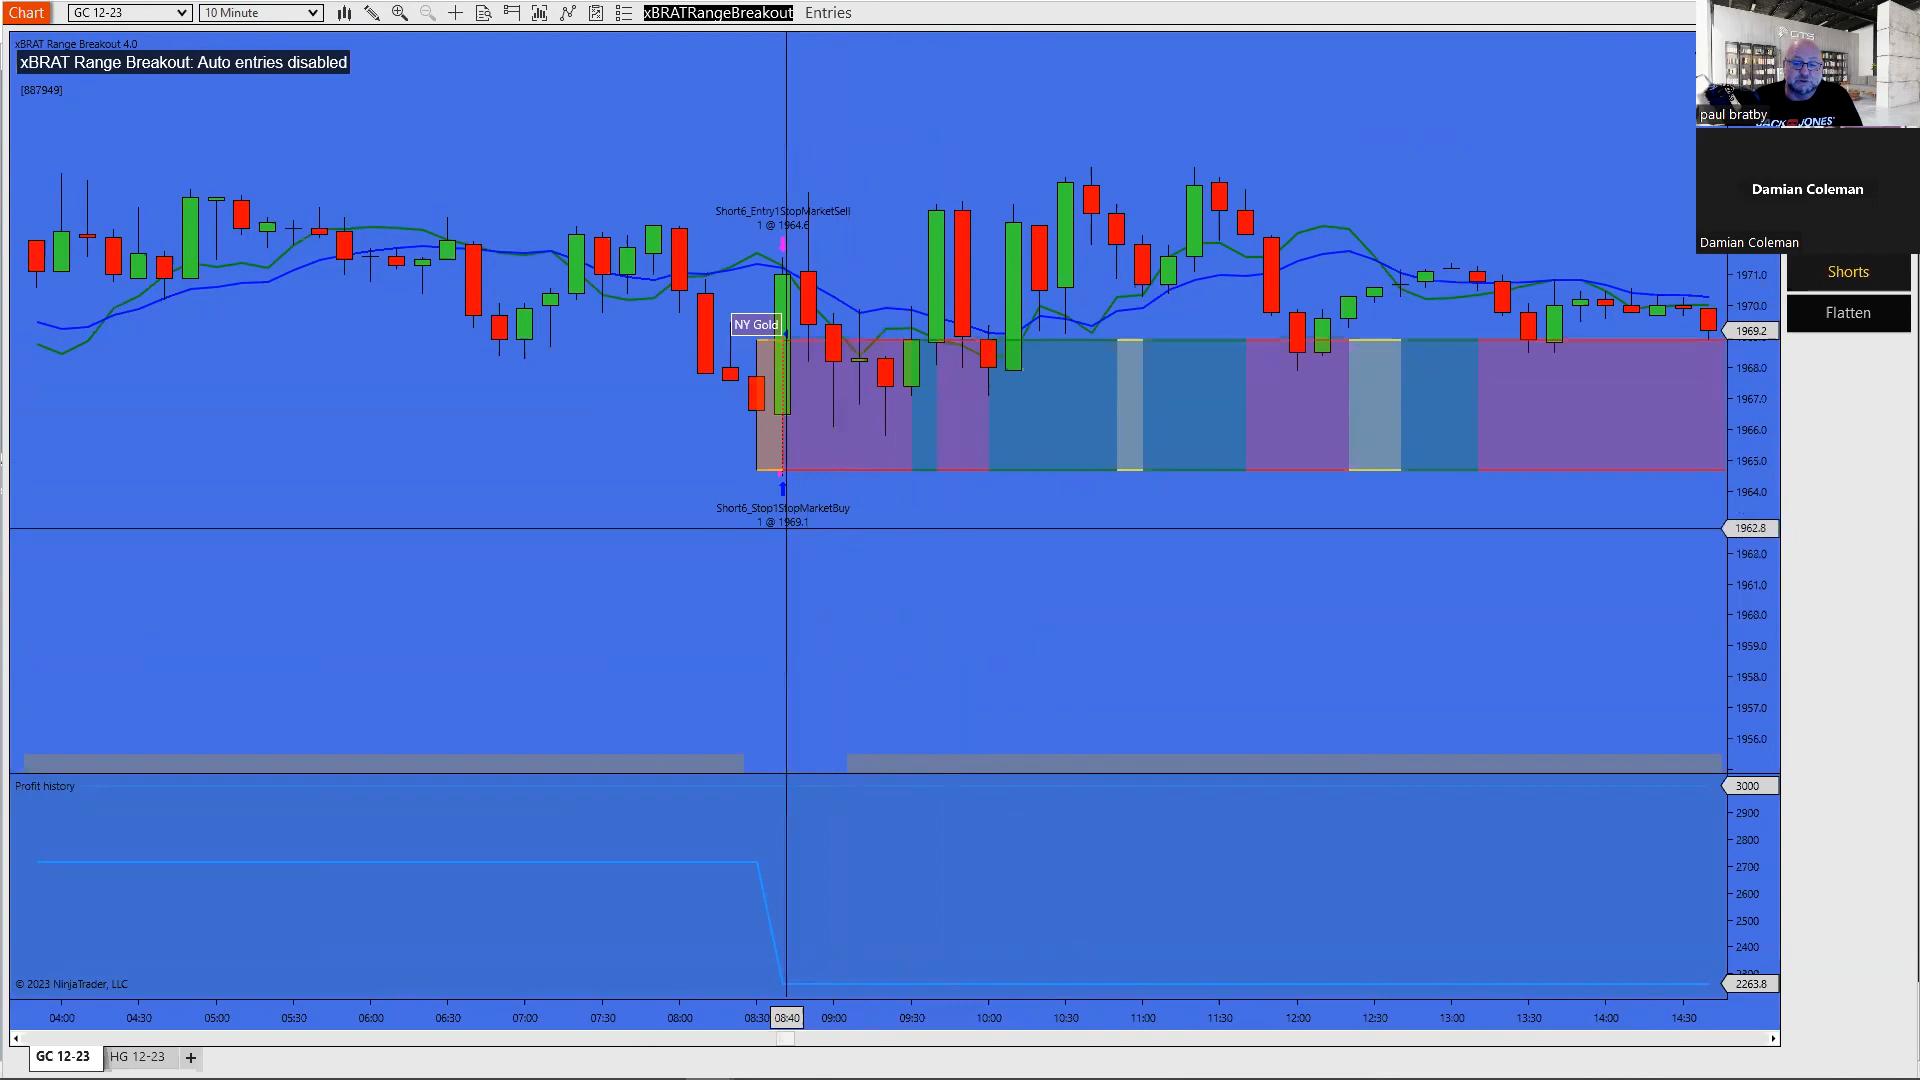 Chart
GC 12-23
10 Minute
xBRATRangeBreakout
Entries
xBRAT Range Breakout 4.0
xBRAT Range Breakout: Auto entries disabled
[887949]
GTS
paul bratby
JONES
Damian Coleman
Damian Coleman
Shorts
Flatten
Short6_Entry1StopMarketSell
1 @ 1964.6
NY Gold
Short6_Stop1StopMarketBuy
1 @ 1969.1
1971.0
1970.0
1969.2
1968.0
1967.0
1966.0
1965.0
1964.0
1962.8
1962.0
1961.0
1960.0
1959.0
1958.0
1957.0
1956.0
Profit history
3000
2900
2800
2700
2600
2500
2400
2263.8
© 2023 NinjaTrader, LLC
04:00 04:30 05:00 05:30 06:00 06:30 07:00 07:30 08:00 08:30 08:40 09:00 09:30 10:00 10:30 11:00 11:30 12:00 12:30 13:00 13:30 14:00 14:30
GC 12-23
HG 12-23
+